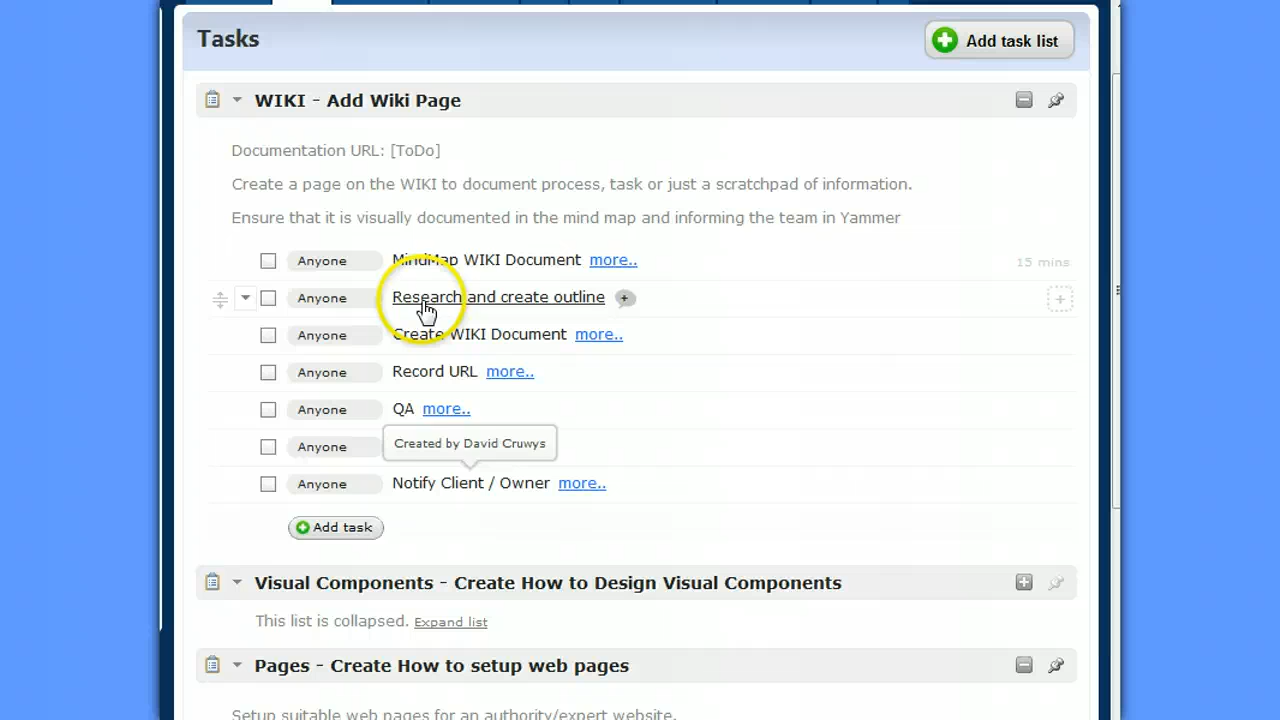 Tasks
Add task list
WIKI - Add Wiki Page
Documentation URL: [ToDo]
Create a page on the WIKI to document process, task or just a scratchpad of information.
Ensure that it is visually documented in the mind map and informing the team in Yammer
Anyone MindMap WIKI Document more.. 15 mins
Anyone Research and create outline
Anyone Create WIKI Document more..
Anyone Record URL more..
Anyone QA more..
Created by David Cruwys
Anyone
Anyone Notify Client / Owner more..
Add task
Visual Components - Create How to Design Visual Components
This list is collapsed. Expand list
Pages - Create How to setup web pages
Setup suitable web pages for an authority/expert website.